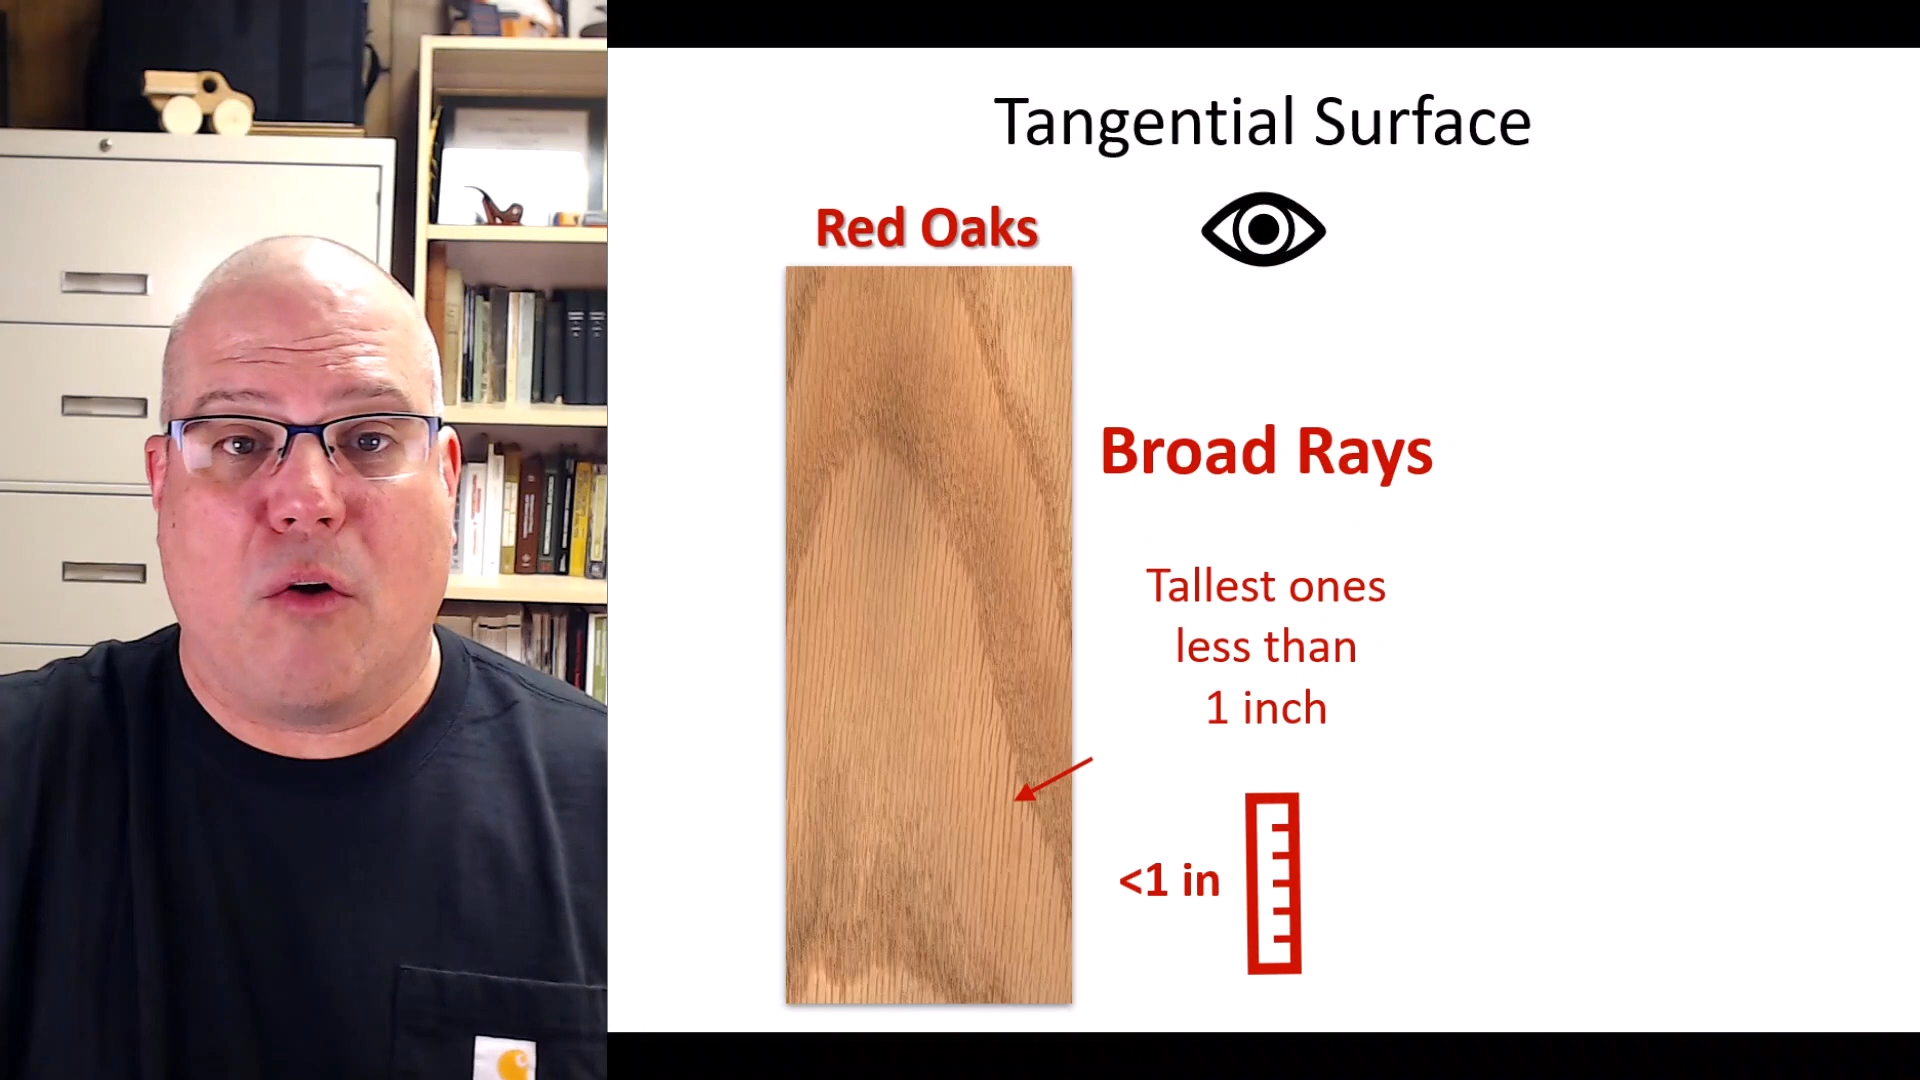 Tangential Surface
Red Oaks
Broad Rays
Tallest ones
less than
1 inch
<1 in